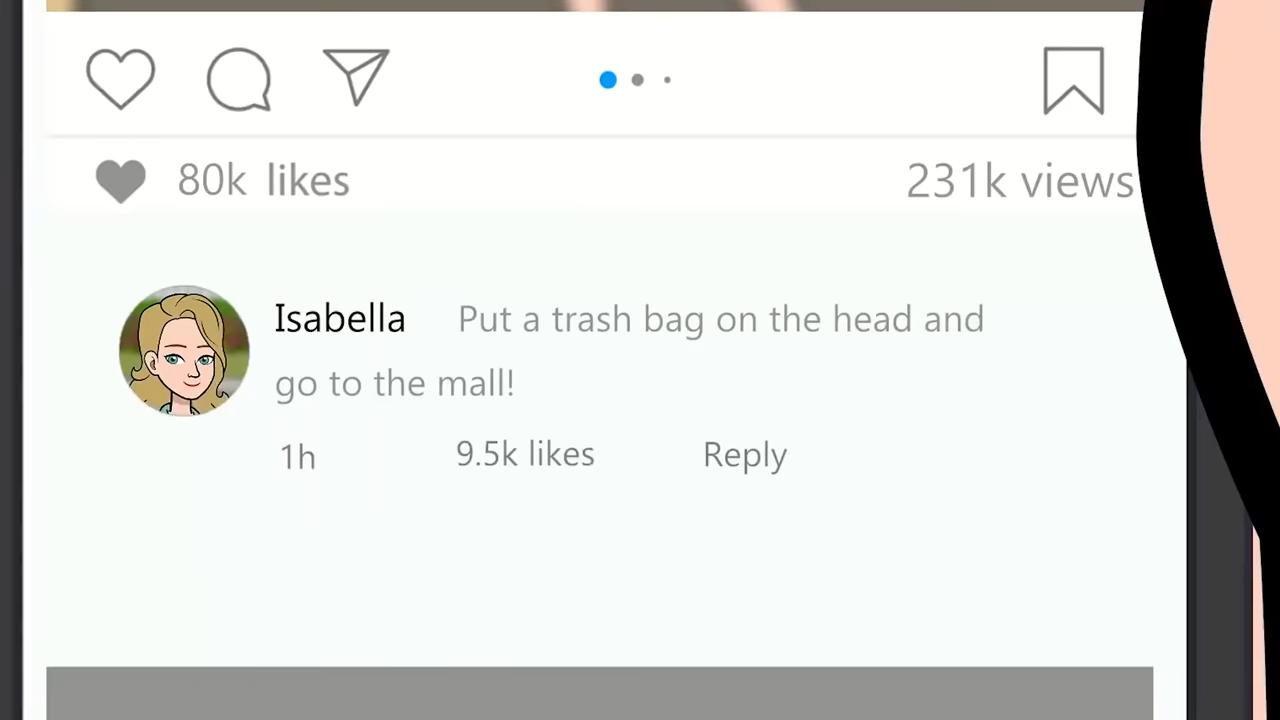 80k likes 231k views
Isabella Put a trash bag on the head and
go to the mall!
1h 9.5k likes Reply